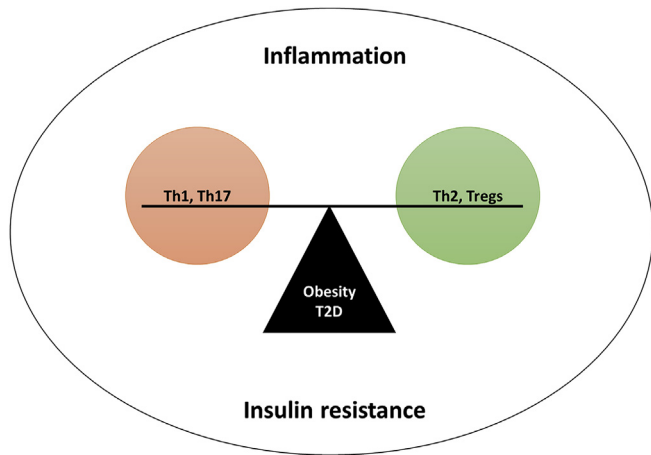 Inflammation
Th1, Th17
Th2, Tregs
Obesity
T2D
Insulin resistance